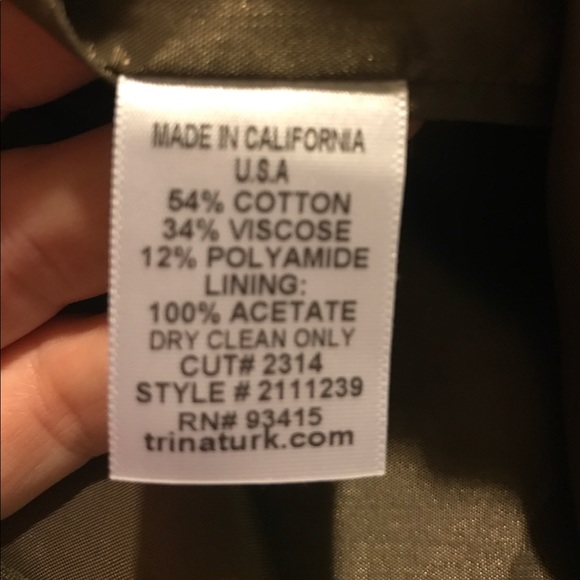 MADE IN CALIFORNIA
U.S.A
54% COTTON
34% VISCOSE
12% POLYAMIDE
LINING:
100% ACETATE
DRY CLEAN ONLY
CUT# 2314
STYLE # 2111239
RN# 93415
trinaturk.com